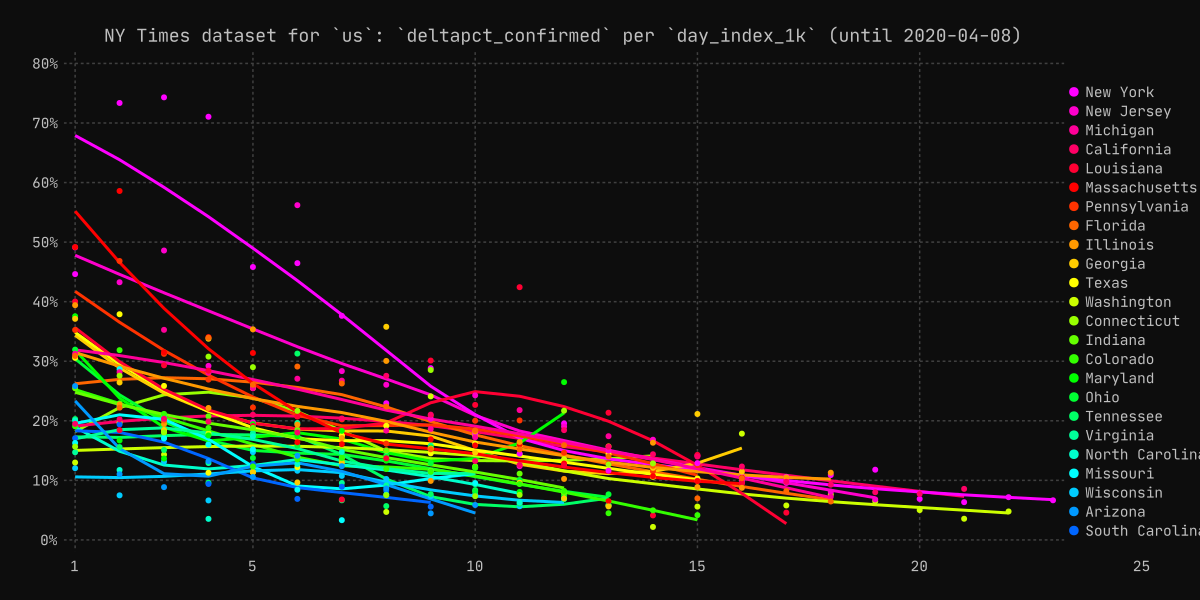 NY Times dataset for `us`: `deltapct_confirmed` per `day_index_1k` (until 2020-04-08)
80%
70%
60%
50%
40%
30%
20%
10%
0%
1 5 10 15 20 25
New York
New Jersey
Michigan
California
Louisiana
Massachusetts
Pennsylvania
Florida
Illinois
Georgia
Texas
Washington
Connecticut
Indiana
Colorado
Maryland
Ohio
Tennessee
Virginia
North Carolina
Missouri
Wisconsin
Arizona
South Carolina